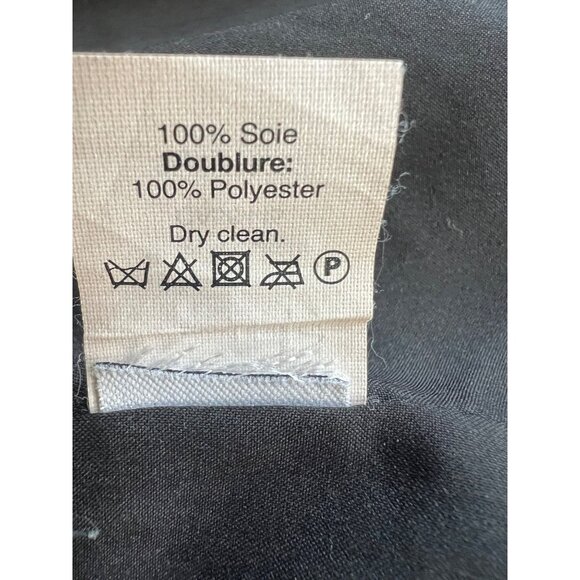 100% Soie
Doublure:
100% Polyester
Dry clean.
P